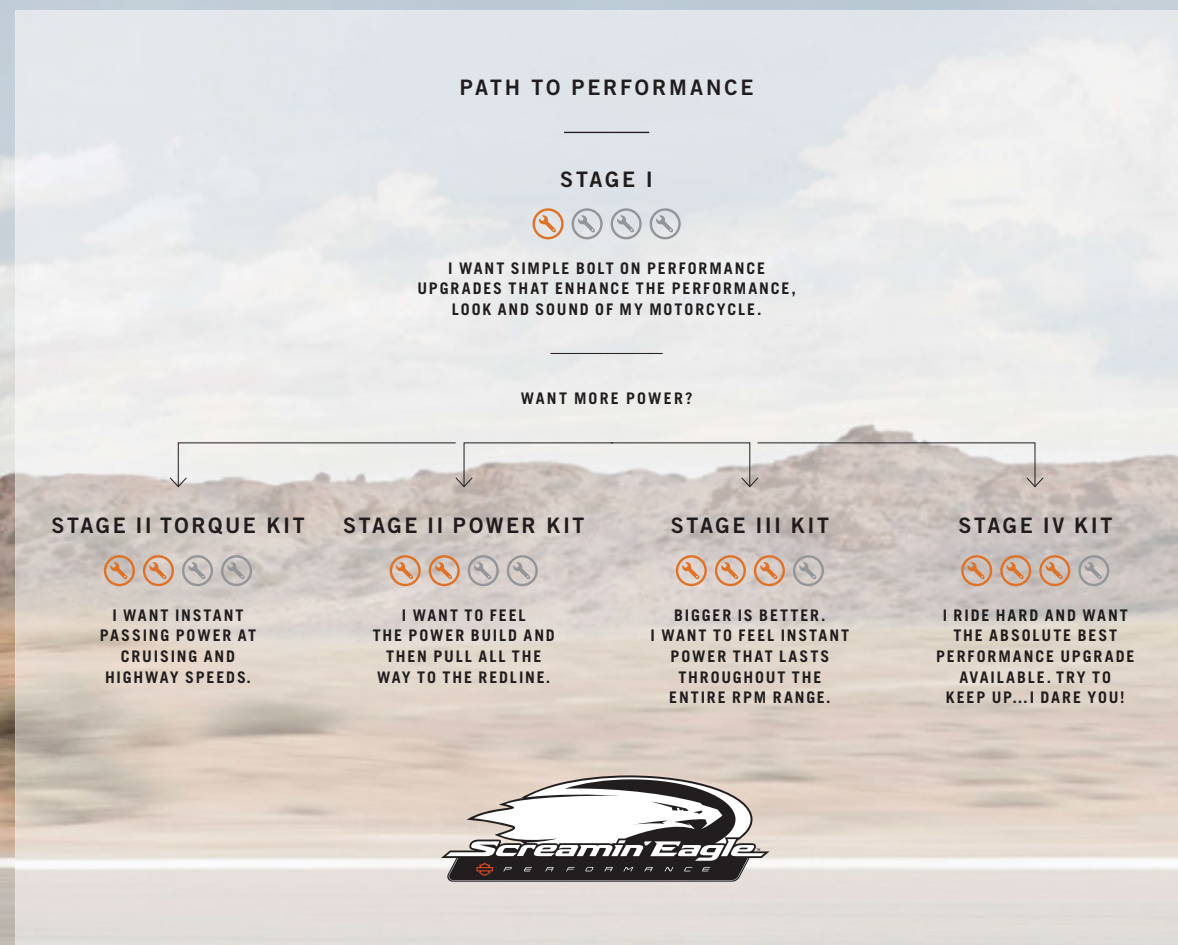 PATH TO PERFORMANCE
STAGE I
I WANT SIMPLE BOLT ON PERFORMANCE
UPGRADES THAT ENHANCE THE PERFORMANCE,
LOOK AND SOUND OF MY MOTORCYCLE.
WANT MORE POWER?
STAGE II TORQUE KIT
I WANT INSTANT
PASSING POWER AT
CRUISING AND
HIGHWAY SPEEDS.
STAGE II POWER KIT
I WANT TO FEEL
THE POWER BUILD AND
THEN PULL ALL THE
WAY TO THE REDLINE.
STAGE III KIT
BIGGER IS BETTER.
I WANT TO FEEL INSTANT
POWER THAT LASTS
THROUGHOUT THE
ENTIRE RPM RANGE.
STAGE IV KIT
I RIDE HARD AND WANT
THE ABSOLUTE BEST
PERFORMANCE UPGRADE
AVAILABLE. TRY TO
KEEP UP...I DARE YOU!
Screamin' Eagle
PERFORMANCE